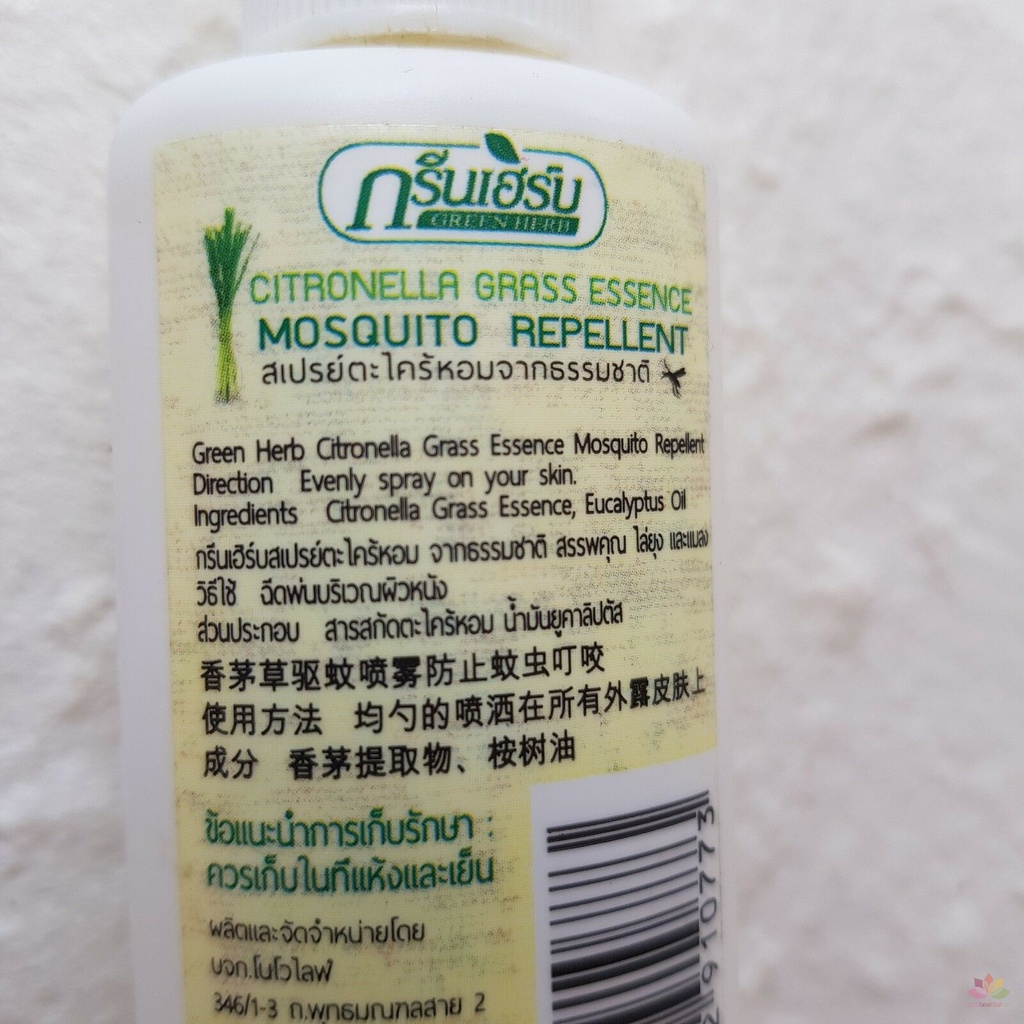 กรีนเฮิร์บ
GREEN HERB
CITRONELLA GRASS ESSENCE
MOSQUITO REPELLENT
สเปรย์ตะไคร้หอมจากธรรมชาติ
Green Herb Citronella Grass Essence Mosquito Repellent
Direction Evenly spray on your skin.
Ingredients Citronella Grass Essence, Eucalyptus Oil
กรีนเฮิร์บสเปรย์ตะไคร้หอม จากธรรมชาติ สรรพคุณ ไล่ยุง และแมลง
วิธีใช้ ฉีดพ่นบริเวณผิวหนัง
ส่วนประกอบ สารสกัดตะไคร้หอม น้ำมันยูคาลิปตัส
香茅草驱蚊喷雾防止蚊虫叮咬
使用方法 均勺的喷洒在所有外露皮肤上
成分 香茅提取物、桉树油
ข้อแนะนำการเก็บรักษา :
ควรเก็บในที่แห้งและเย็น
ผลิตและจัดจำหน่ายโดย
บจก.โนโวไลฟ์
346/1-3 ถ.พุทธมณฑลสาย 2
2910773